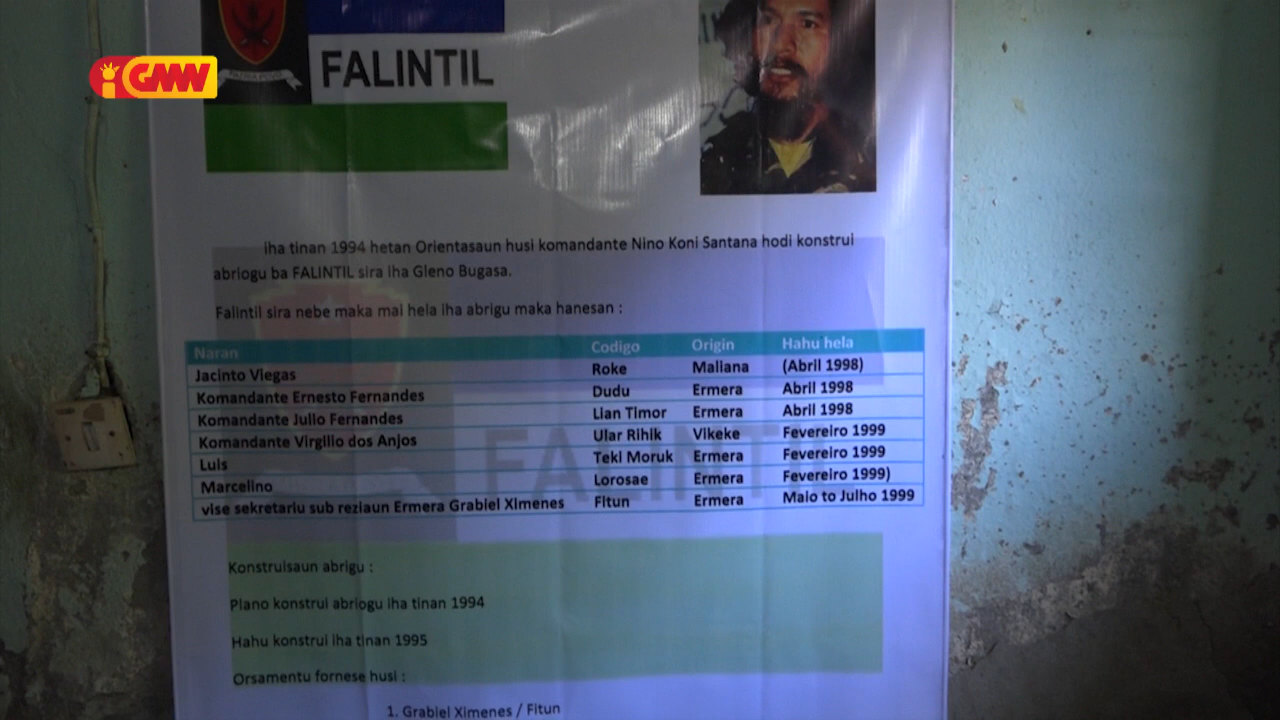 iGMW
FALINTIL
iha tinan 1994 hetan Orientasaun husi komandante Nino Koni Santana hodi konstrui
abriogu ba FALINTIL sira iha Gleno Bugasa.
Falintil sira nebe maka mai hela iha abrigu maka hanesan :
Naran Codigo Origin Hahu hela
Jacinto Viegas Roke Maliana (Abril 1998)
Komandante Ernesto Fernandes Dudu Ermera Abril 1998
Komandante Julio Fernandes Lian Timor Ermera Abril 1998
Komandante Virgilio dos Anjos Ular Rihik Vikeke Fevereiro 1999
Luis Teki Moruk Ermera Fevereiro 1999
Marcelino Lorosae Ermera Fevereiro 1999)
vise sekretariu sub reziaun Ermera Grabiel Ximenes Fitun Ermera Maio to Julho 1999
FALINTIL
Konstruisaun abrigu :
Plano konstrui abriogu iha tinan 1994
Hahu konstrui iha tinan 1995
Orsamentu fornese husi :
1. Grabiel Ximenes / Fitun